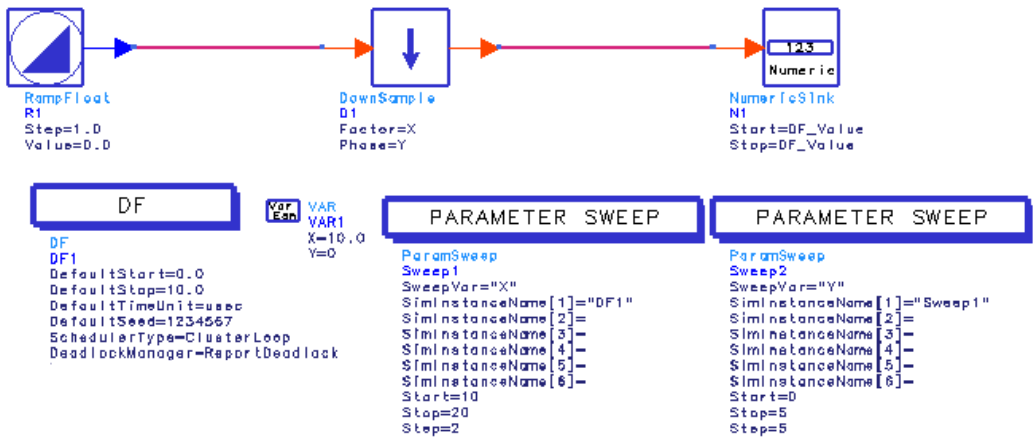 123
Numeric
RampFloat
R1
Step=1.0
Value=0.0
DownSample
D1
Factor=X
Phase=Y
NumericSink
N1
Start=DF_Value
Stop=DF_Value
DF
DF
DF1
DefaultStart=0.0
DefaultStop=10.0
DefaultTimeUnit=usec
DefaultSeed=1234567
SchedulerType=ClusterLoop
DeadlockManager=ReportDeadlock
Var
Eqn
VAR
VAR1
X=10.0
Y=0
PARAMETER SWEEP
ParamSweep
Sweep1
SweepVar="X"
SimInstanceName[1]="DF1"
SimInstanceName[2]=
SimInstanceName[3]=
SimInstanceName[4]=
SimInstanceName[5]=
SimInstanceName[6]=
Start=10
Stop=20
Step=2
PARAMETER SWEEP
ParamSweep
Sweep2
SweepVar="Y"
SimInstanceName[1]="Sweep1"
SimInstanceName[2]=
SimInstanceName[3]=
SimInstanceName[4]=
SimInstanceName[5]=
SimInstanceName[6]=
Start=0
Stop=5
Step=5